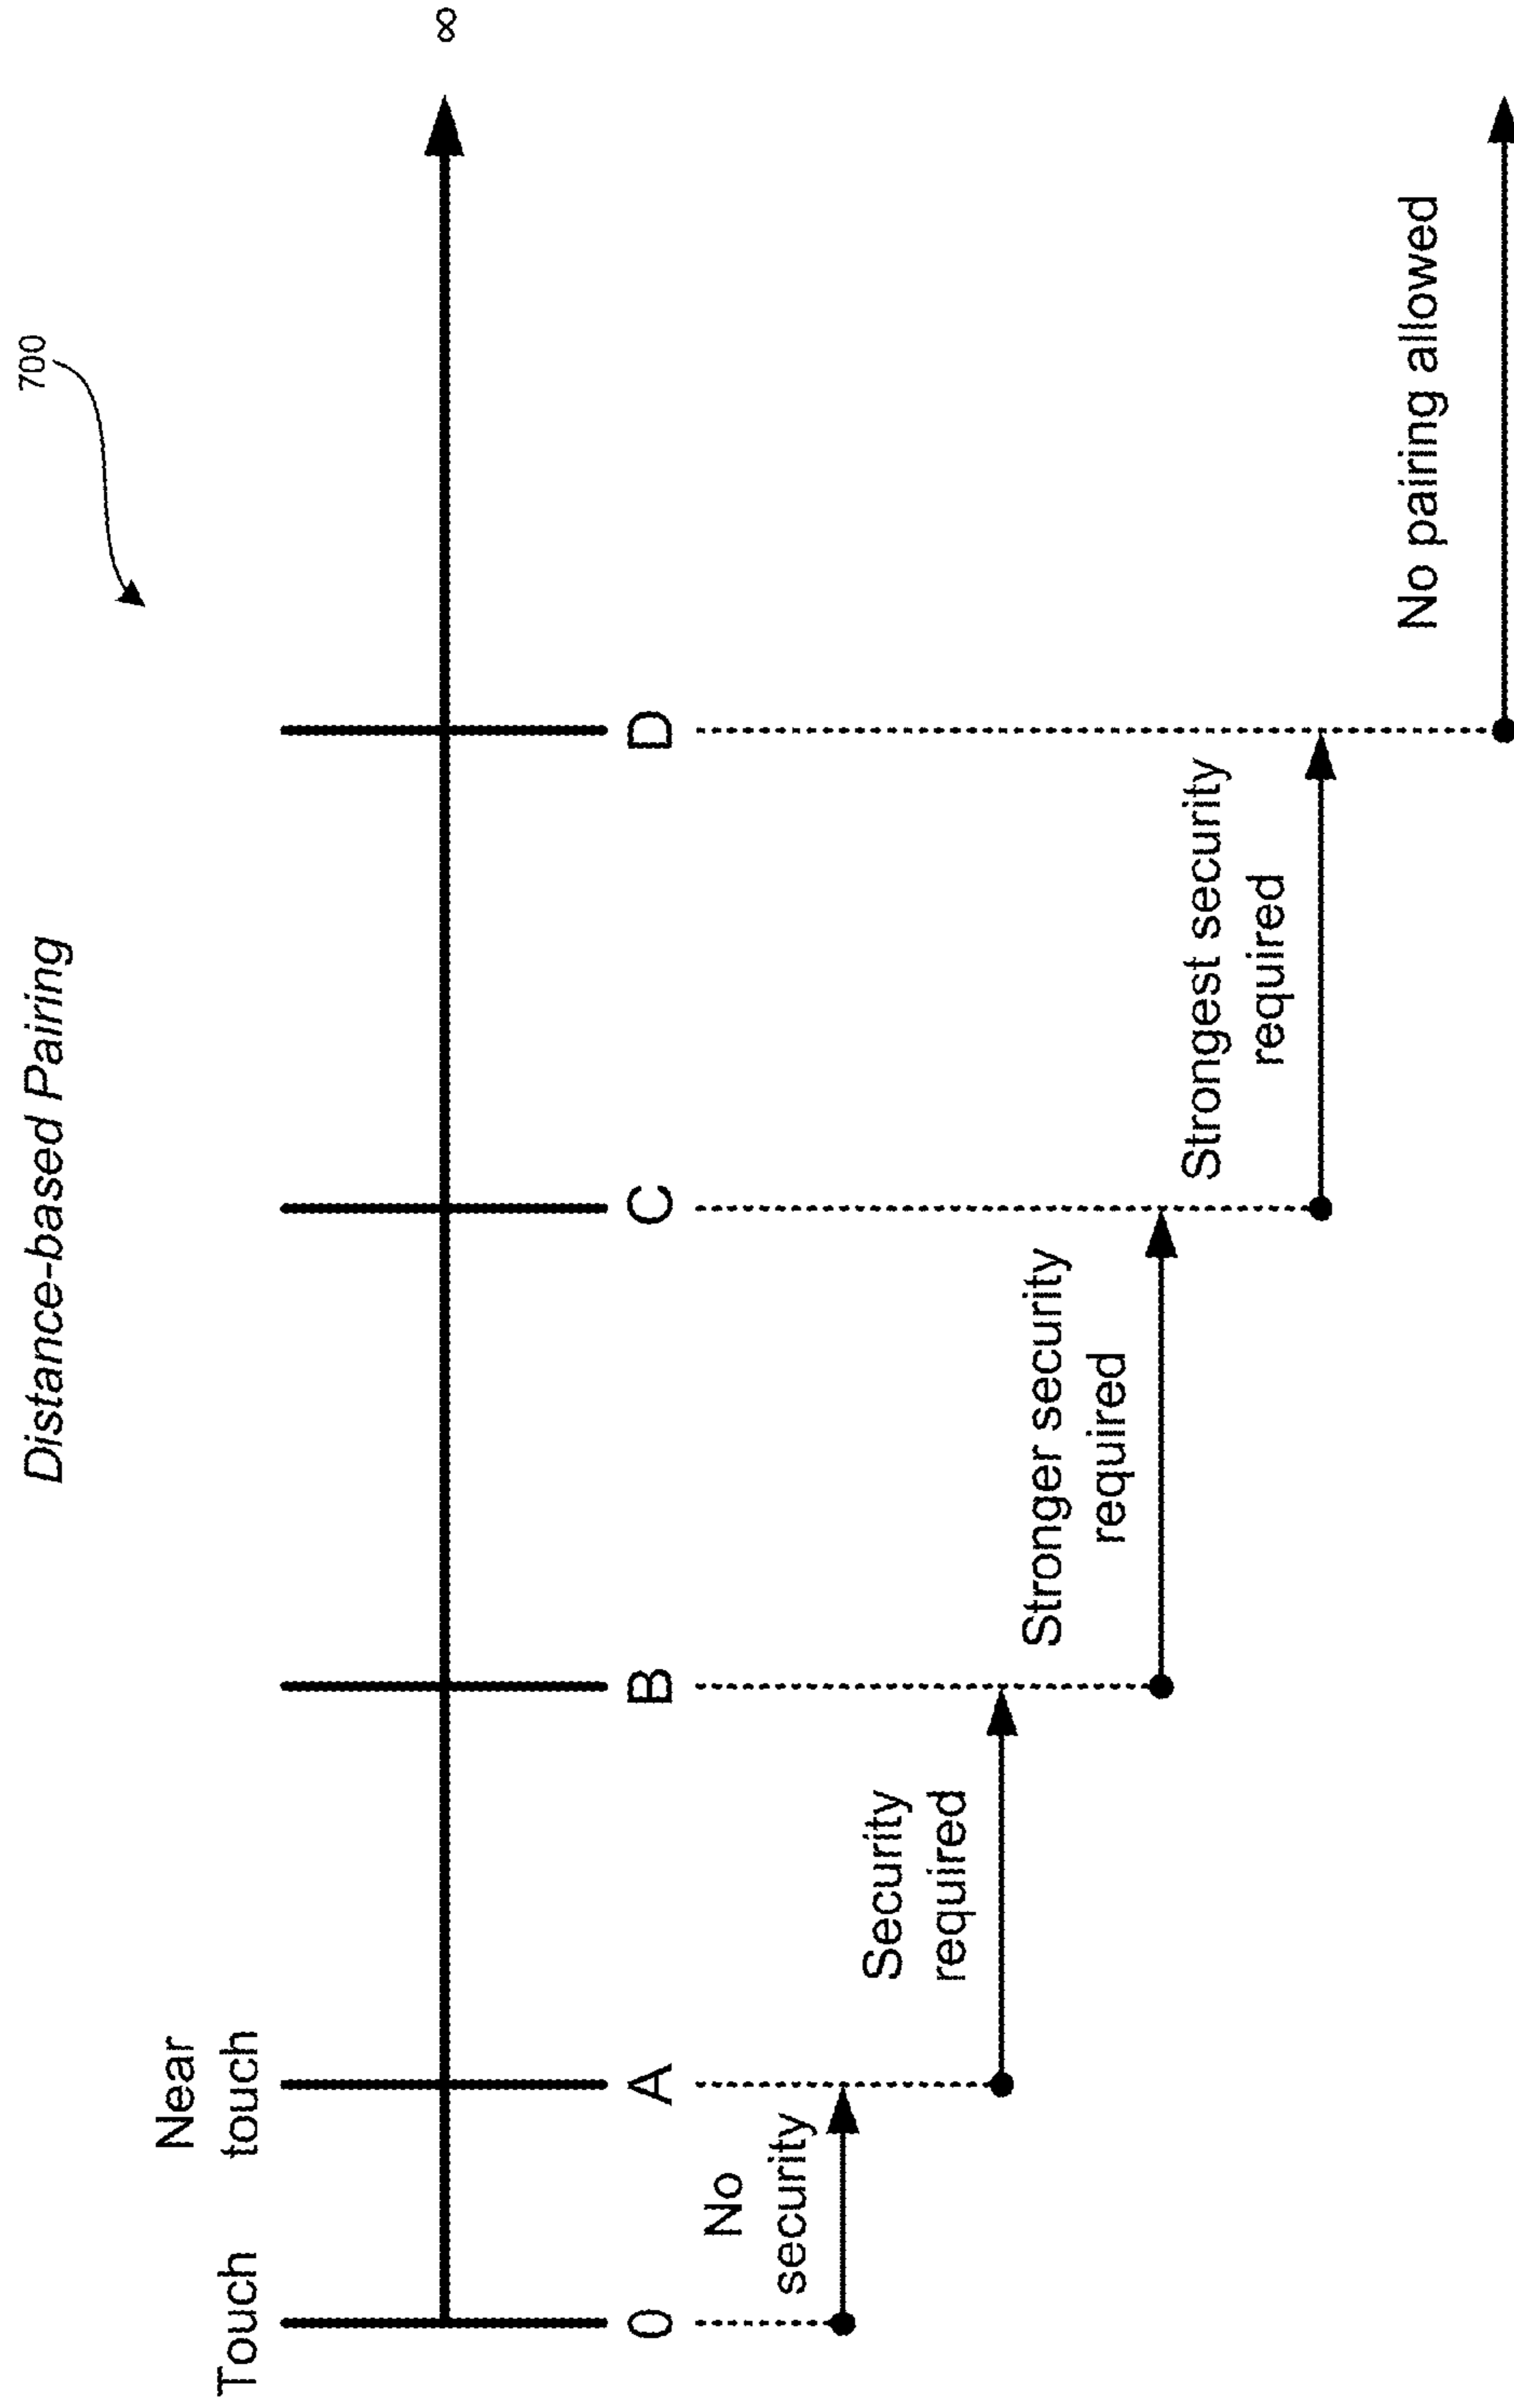 Distance-based Pairing
700
Touch
Near
touch
∞
0
A
B
C
D
No
security
Security
required
Stronger security
required
Strongest security
required
No pairing allowed